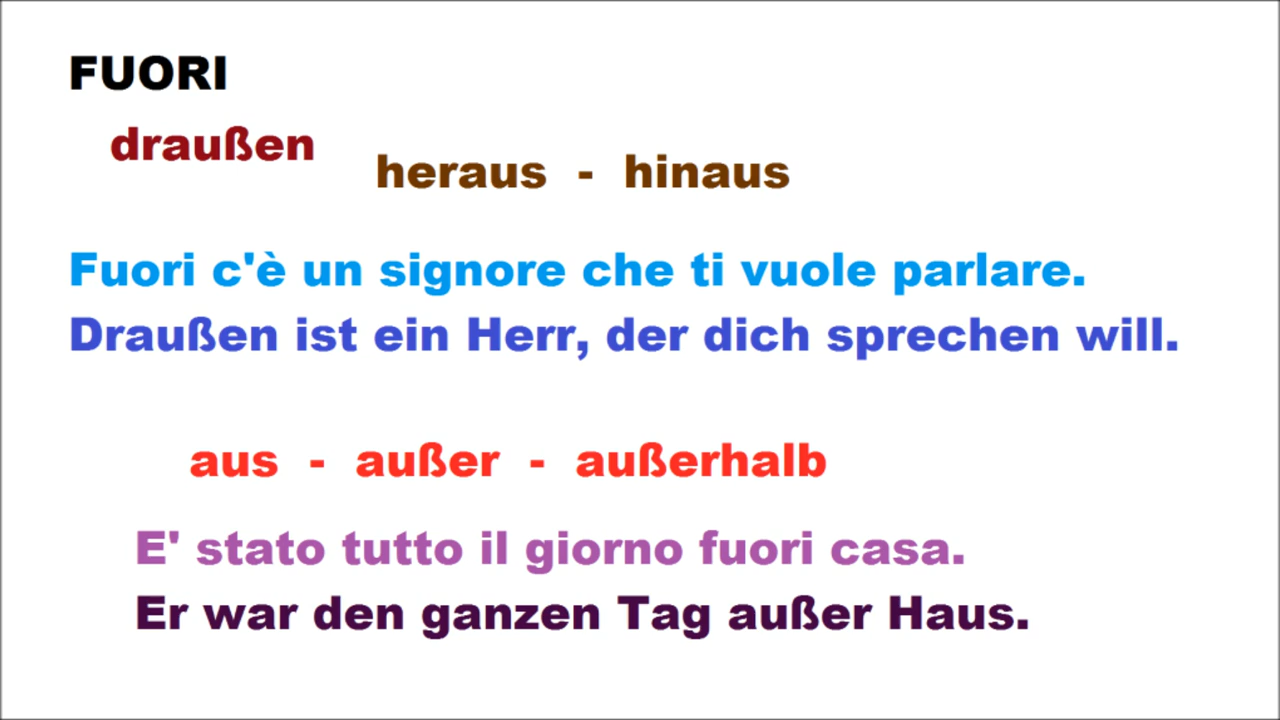 FUORI
draußen
heraus - hinaus
Fuori c'è un signore che ti vuole parlare.
Draußen ist ein Herr, der dich sprechen will.
aus - außer - außerhalb
E' stato tutto il giorno fuori casa.
Er war den ganzen Tag außer Haus.